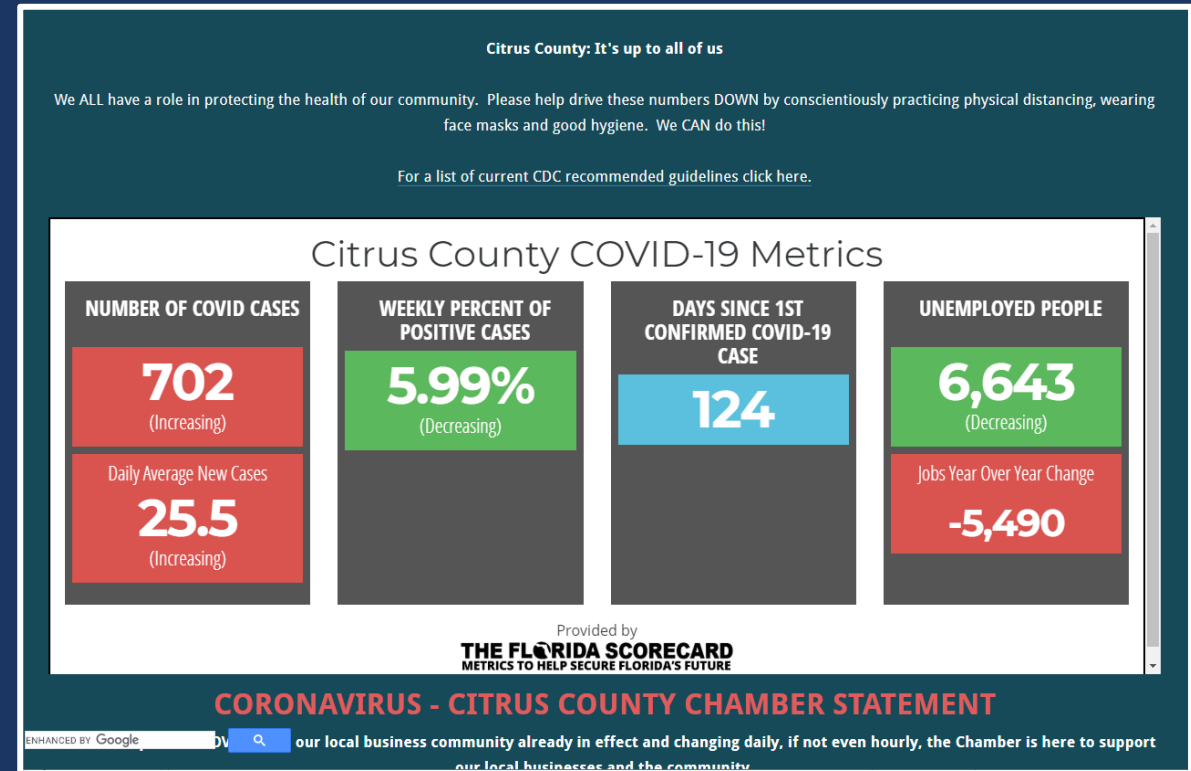 Citrus County: It's up to all of us
We ALL have a role in protecting the health of our community.  Please help drive these numbers DOWN by conscientiously practicing physical distancing, wearing
face masks and good hygiene.  We CAN do this!
For a list of current CDC recommended guidelines click here.
Citrus County COVID-19 Metrics
NUMBER OF COVID CASES
702
(Increasing)
Daily Average New Cases
25.5
(Increasing)
WEEKLY PERCENT OF
POSITIVE CASES
5.99%
(Decreasing)
DAYS SINCE 1ST
CONFIRMED COVID-19
CASE
124
UNEMPLOYED PEOPLE
6,643
(Decreasing)
Jobs Year Over Year Change
-5,490
Provided by
THE FLORIDA SCORECARD
METRICS TO HELP SECURE FLORIDA'S FUTURE
CORONAVIRUS - CITRUS COUNTY CHAMBER STATEMENT
ENHANCED BY Google
our local business community already in effect and changing daily, if not even hourly, the Chamber is here to support
our local businesses and the community